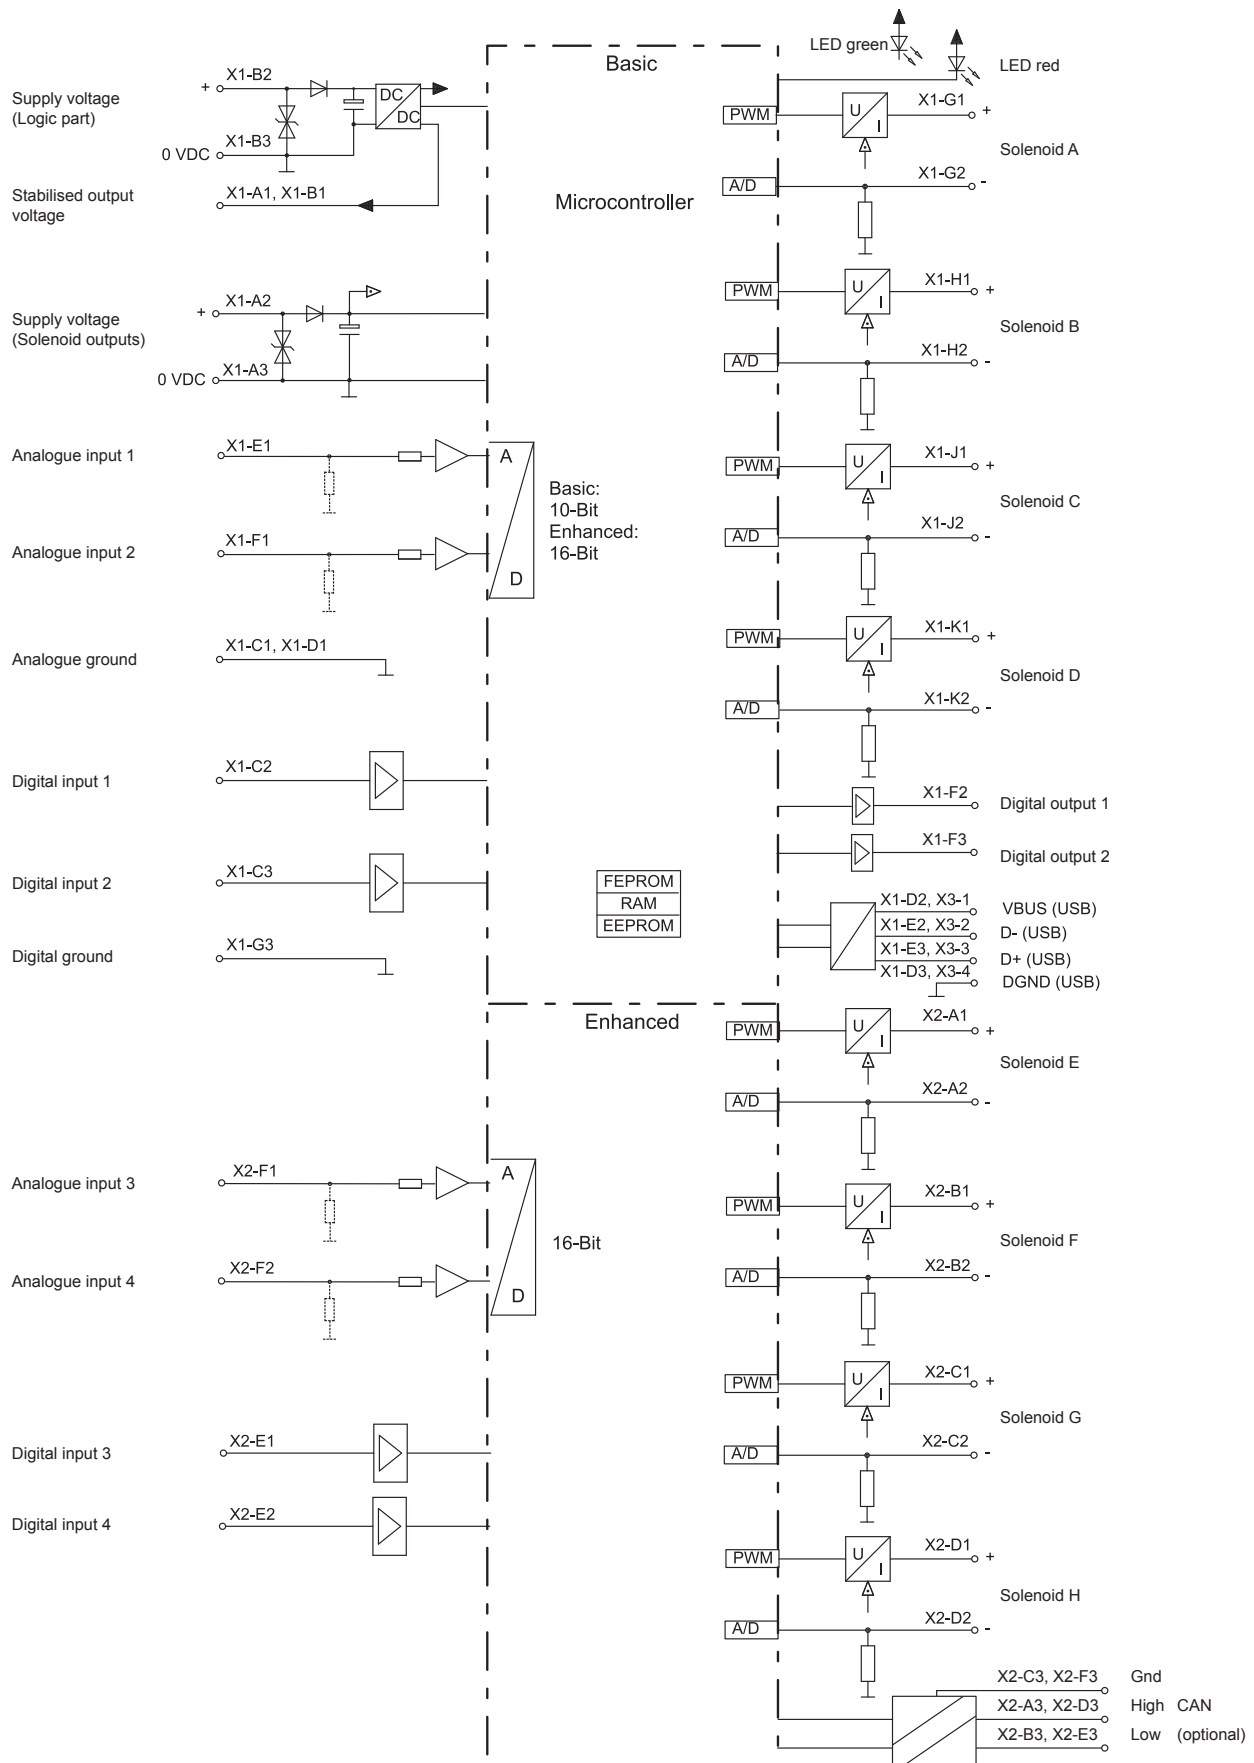 Basic
Microcontroller
LED green
LED red
Supply voltage
(Logic part)
+ X1-B2
DC
DC
0 VDC X1-B3
Stabilised output
voltage
X1-A1, X1-B1
Supply voltage
(Solenoid outputs)
+ X1-A2
0 VDC X1-A3
Analogue input 1
X1-E1
A
D
Basic:
10-Bit
Enhanced:
16-Bit
Analogue input 2
X1-F1
Analogue ground
X1-C1, X1-D1
Digital input 1
X1-C2
Digital input 2
X1-C3
Digital ground
X1-G3
FEPROM
RAM
EEPROM
PWM
U
I
X1-G1 +
Solenoid A
A/D
X1-G2 -
PWM
U
I
X1-H1 +
Solenoid B
A/D
X1-H2 -
PWM
U
I
X1-J1 +
Solenoid C
A/D
X1-J2 -
PWM
U
I
X1-K1 +
Solenoid D
A/D
X1-K2 -
X1-F2 Digital output 1
X1-F3 Digital output 2
X1-D2, X3-1 VBUS (USB)
X1-E2, X3-2 D- (USB)
X1-E3, X3-3 D+ (USB)
X1-D3, X3-4 DGND (USB)
Enhanced
Analogue input 3
X2-F1
A
D
16-Bit
Analogue input 4
X2-F2
Digital input 3
X2-E1
Digital input 4
X2-E2
PWM
U
I
X2-A1 +
Solenoid E
A/D
X2-A2 -
PWM
U
I
X2-B1 +
Solenoid F
A/D
X2-B2 -
PWM
U
I
X2-C1 +
Solenoid G
A/D
X2-C2 -
PWM
U
I
X2-D1 +
Solenoid H
A/D
X2-D2 -
X2-C3, X2-F3 Gnd
X2-A3, X2-D3 High CAN
X2-B3, X2-E3 Low (optional)